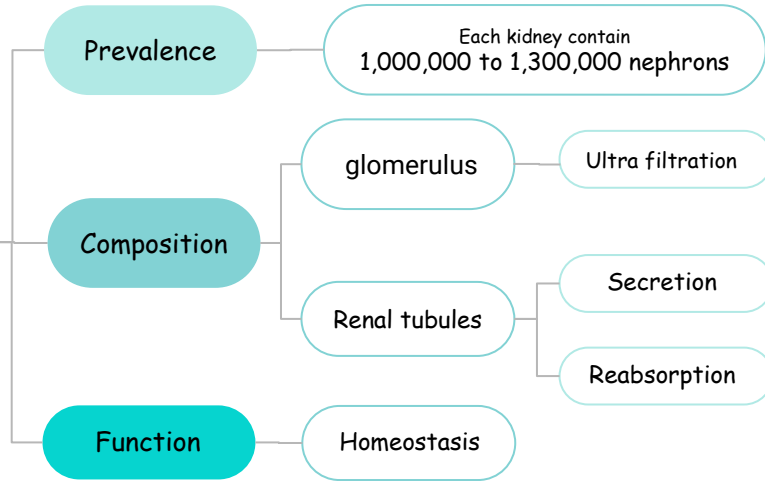 Prevalence
Each kidney contain
1,000,000 to 1,300,000 nephrons
Composition
glomerulus
Ultra filtration
Renal tubules
Secretion
Reabsorption
Function
Homeostasis